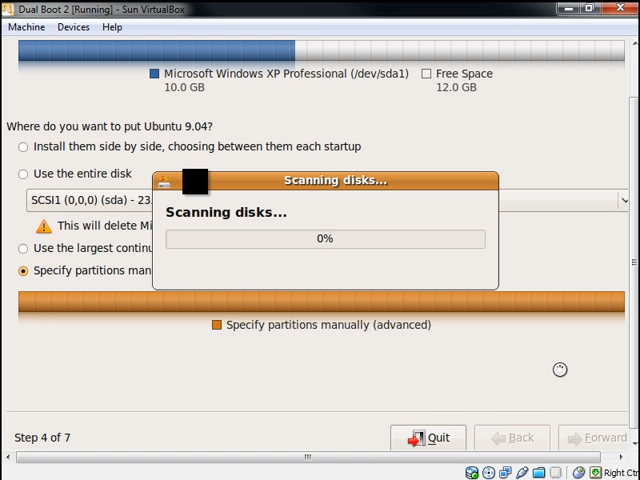 Dual Boot 2 [Running] - Sun VirtualBox
Machine Devices Help
Microsoft Windows XP Professional (/dev/sda1) Free Space
10.0 GB 12.0 GB
Where do you want to put Ubuntu 9.04?
Install them side by side, choosing between them each startup
Use the entire disk
Scanning disks...
SCSI1 (0,0,0) (sda) - 23.
Scanning disks...
This will delete Mi
0%
Use the largest continu
Specify partitions man
Specify partitions manually (advanced)
Step 4 of 7
Quit Back Forward
Right Ctr